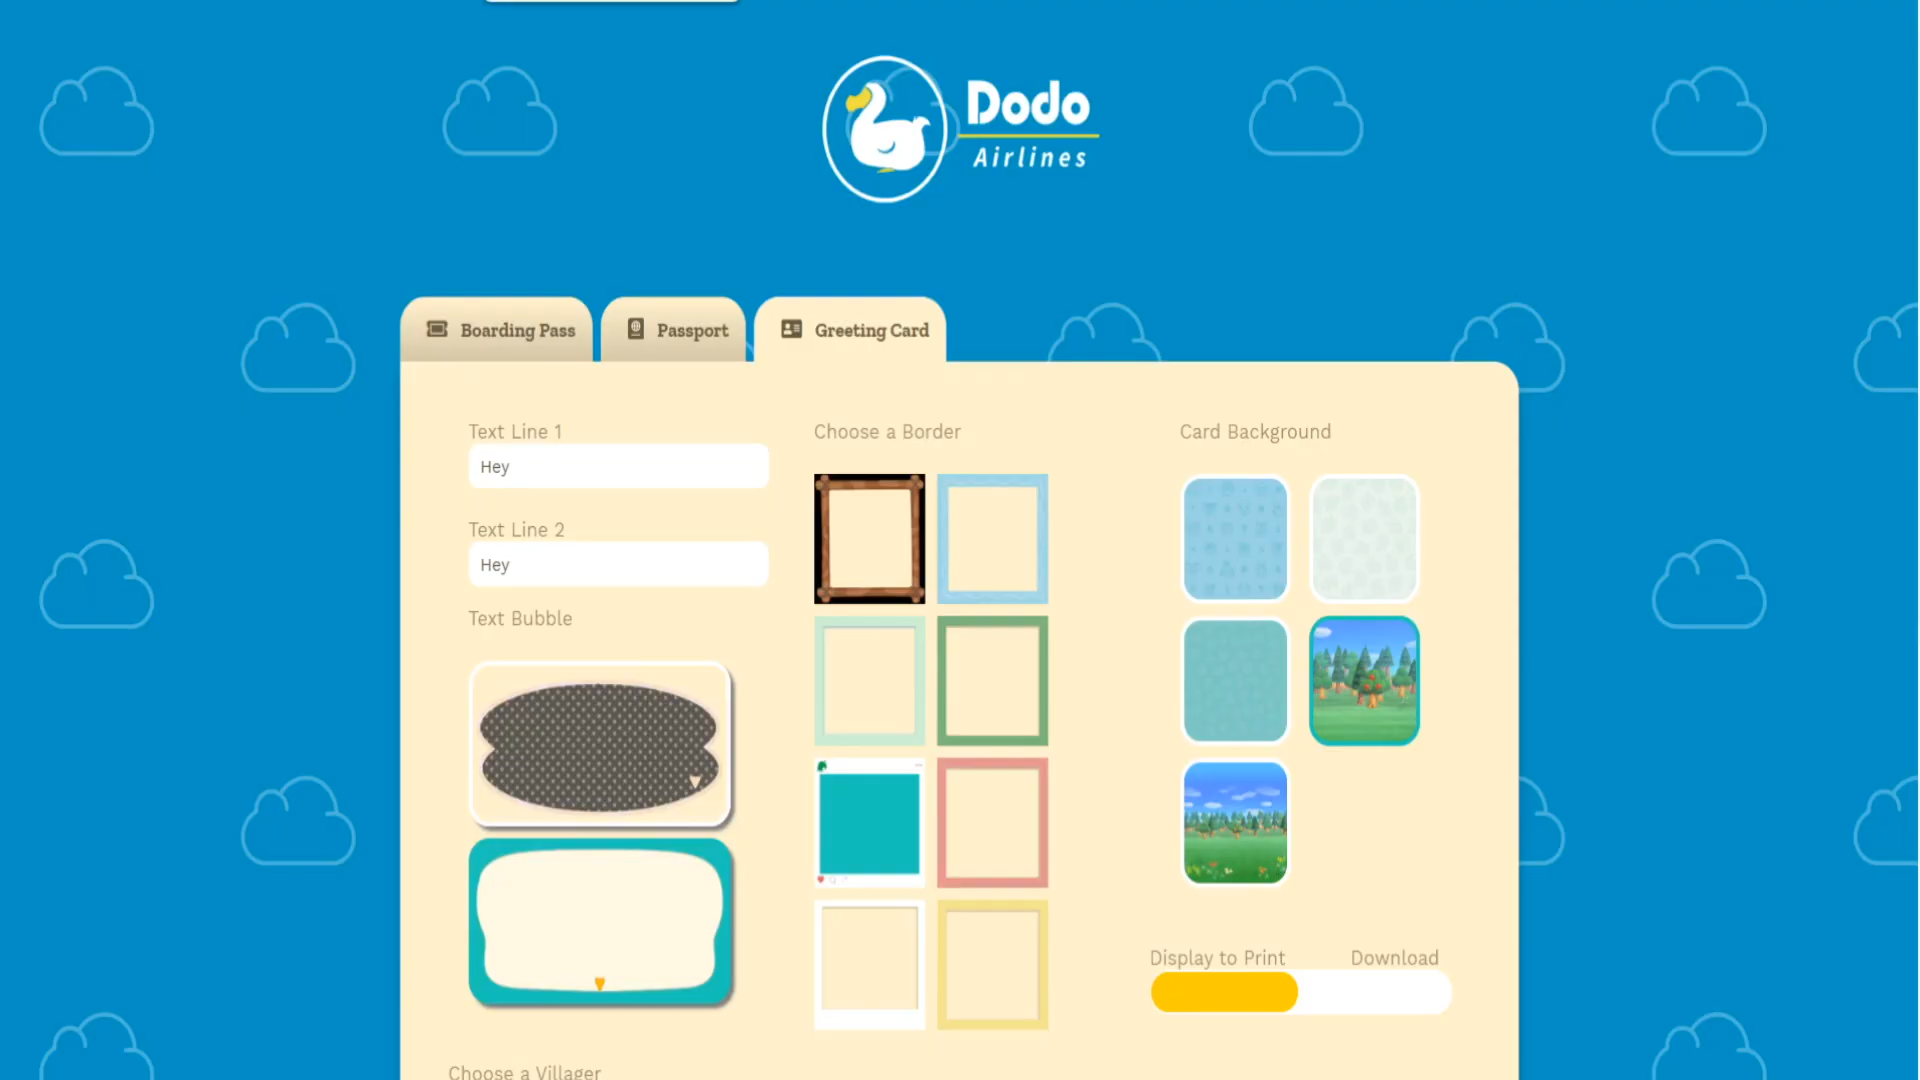 Dodo
Airlines
Boarding Pass
Passport
Greeting Card
Text Line 1
Hey
Text Line 2
Hey
Text Bubble
Choose a Border
Card Background
Display to Print
Download
Choose a Villager